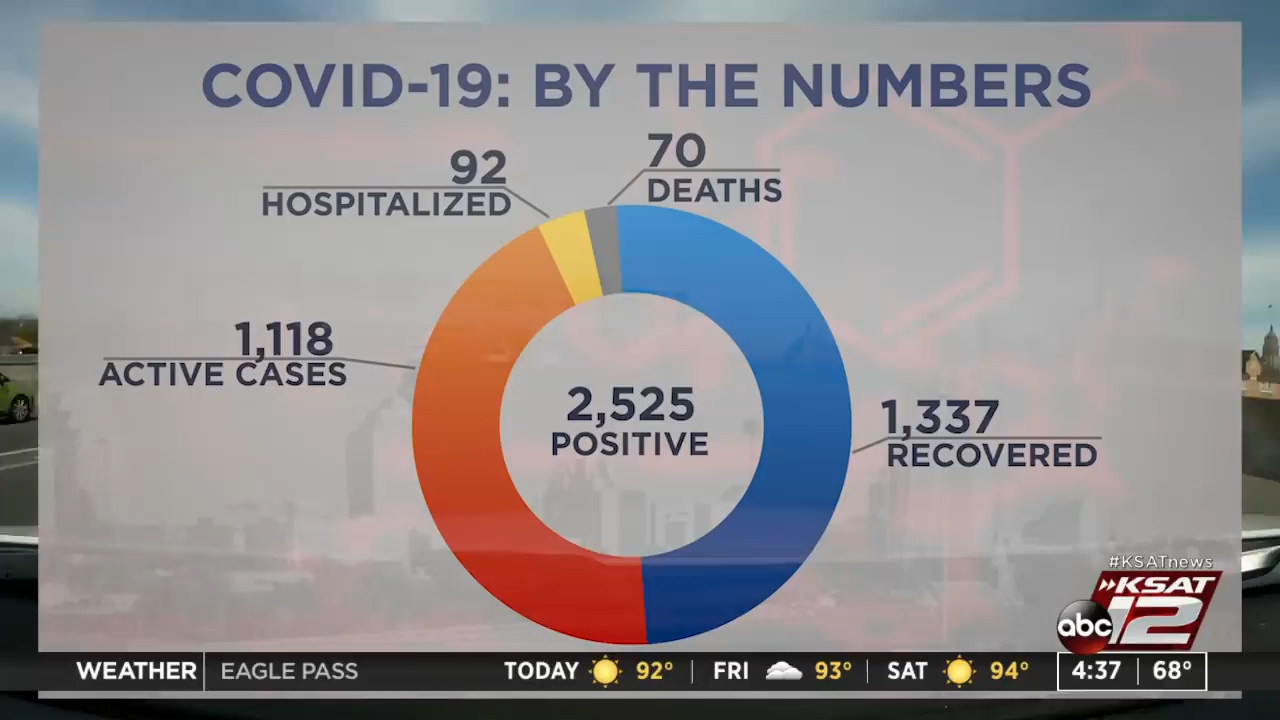 COVID-19: BY THE NUMBERS
92
HOSPITALIZED
70
DEATHS
1,118
ACTIVE CASES
2,525
POSITIVE
1,337
RECOVERED
#KSATnews
KSAT
abc 12
WEATHER EAGLE PASS TODAY 92° FRI 93° SAT 94° 4:37 68°